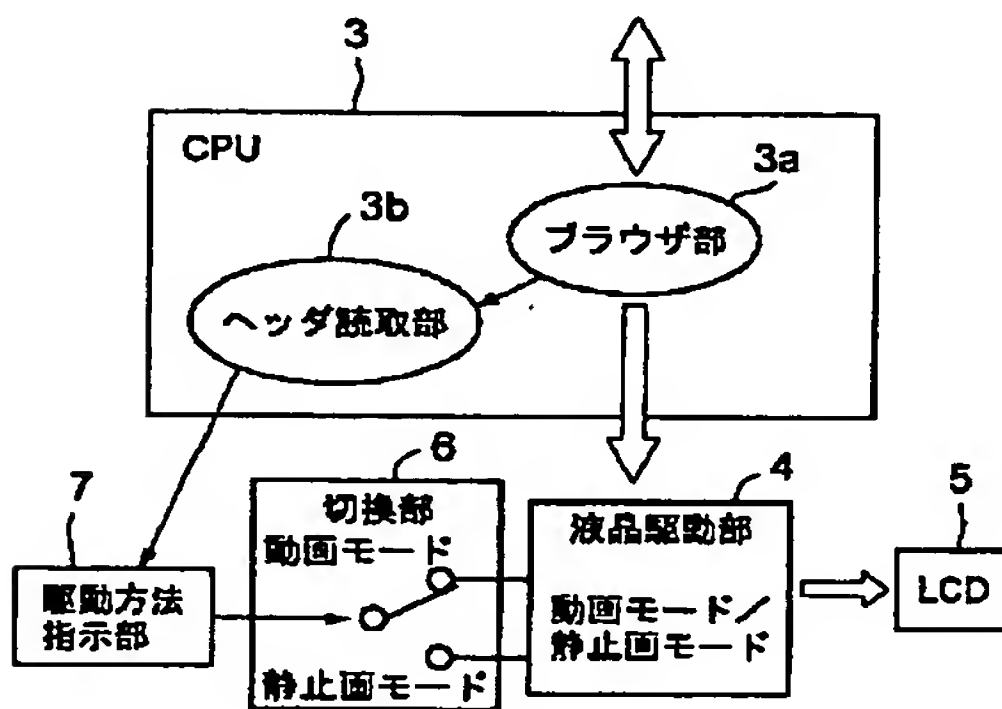 3
CPU
3a
ブラウザ部
3b
ヘッダ読取部
7
駆動方法
指示部
6
切換部
動画モード
静止画モード
4
液晶駆動部
動画モード／
静止画モード
5
LCD